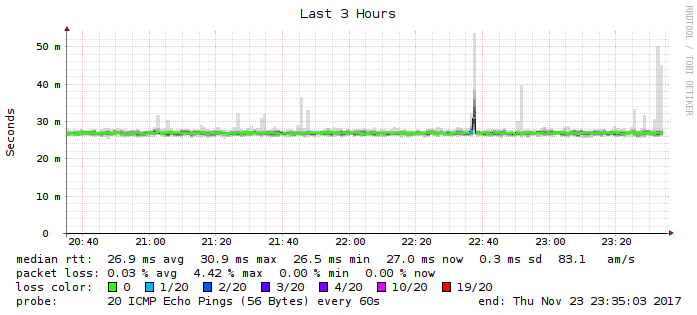 Last 3 Hours
RRDTOOL / TOBI OETIKER
Seconds
50 m
40 m
30 m
20 m
10 m
0
20:40 21:00 21:20 21:40 22:00 22:20 22:40 23:00 23:20
median rtt: 26.9 ms avg 30.9 ms max 26.5 ms min 27.0 ms now 0.3 ms sd 83.1 am/s
packet loss: 0.03 % avg 4.42 % max 0.00 % min 0.00 % now
loss color: 0 1/20 2/20 3/20 4/20 10/20 19/20
probe: 20 ICMP Echo Pings (56 Bytes) every 60s end: Thu Nov 23 23:35:03 2017